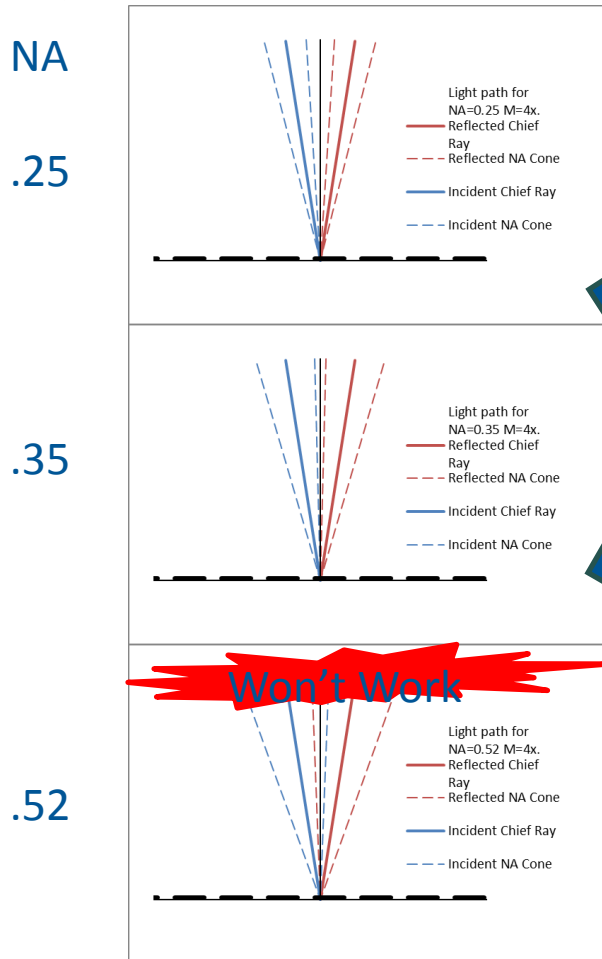 NA
.25
Light path for
NA=0.25 M=4x.
Reflected Chief
Ray
Reflected NA Cone
Incident Chief Ray
Incident NA Cone
.35
Light path for
NA=0.35 M=4x.
Reflected Chief
Ray
Reflected NA Cone
Incident Chief Ray
Incident NA Cone
Won't Work
.52
Light path for
NA=0.52 M=4x.
Reflected Chief
Ray
Reflected NA Cone
Incident Chief Ray
Incident NA Cone